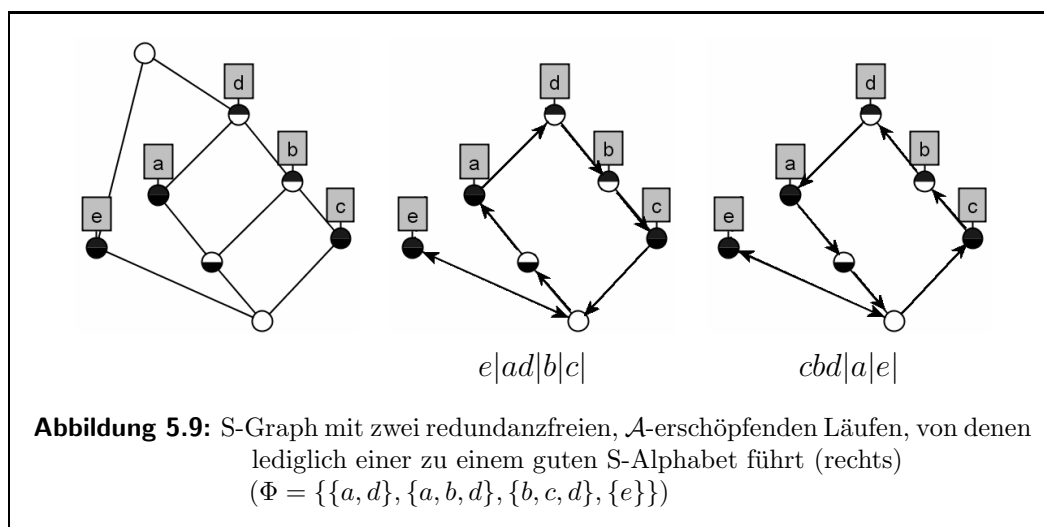 d
a
b
e
c
d
a
b
e
c
d
a
b
e
c
e|ad|b|c|
cbd|a|e|
Abbildung 5.9: S-Graph mit zwei redundanzfreien, 𝒜-erschöpfenden Läufen, von denen
lediglich einer zu einem guten S-Alphabet führt (rechts)
(Φ = {{a, d}, {a, b, d}, {b, c, d}, {e}})